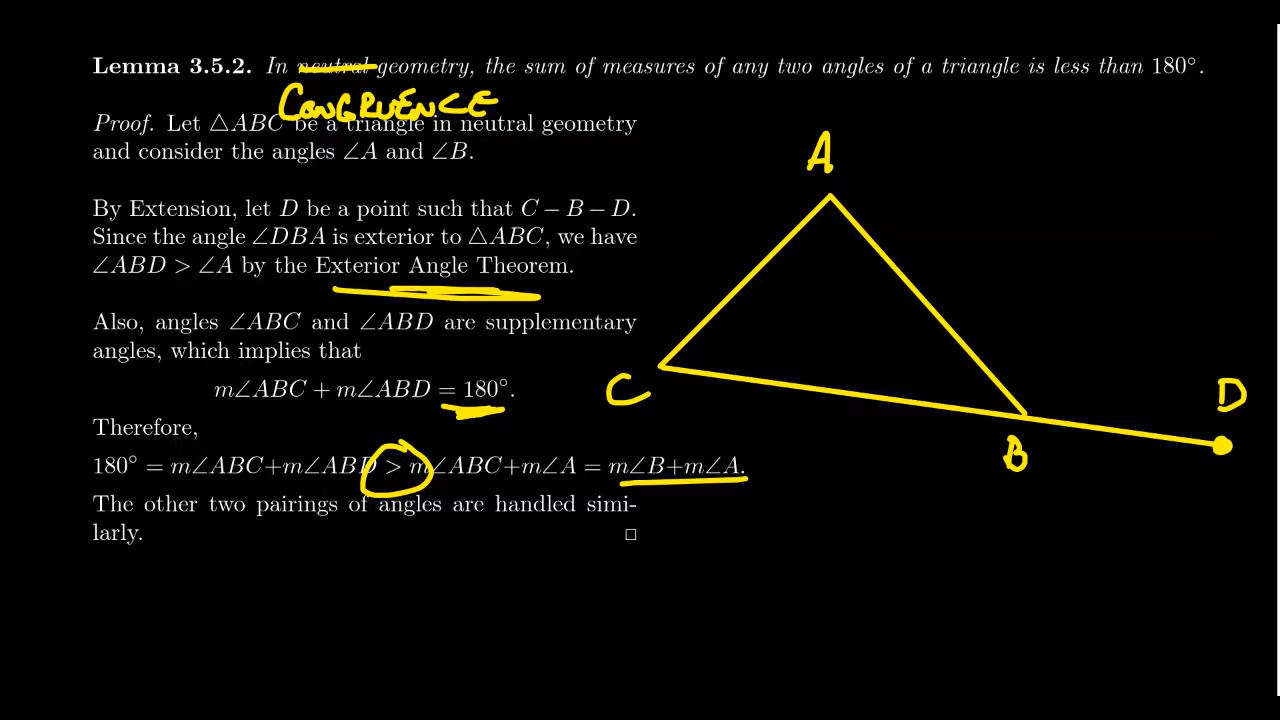 Lemma 3.5.2. In neutral geometry, the sum of measures of any two angles of a triangle is less than 180°.
CONGRUENCE
Proof. Let △ABC be a triangle in neutral geometry
and consider the angles ∠A and ∠B.
By Extension, let D be a point such that C − B − D.
Since the angle ∠DBA is exterior to △ABC, we have
∠ABD > ∠A by the Exterior Angle Theorem.
Also, angles ∠ABC and ∠ABD are supplementary
angles, which implies that
m∠ABC + m∠ABD = 180°.
Therefore,
180° = m∠ABC+m∠ABD > m∠ABC+m∠A = m∠B+m∠A.
The other two pairings of angles are handled simi-
larly. □
A
C
B
D